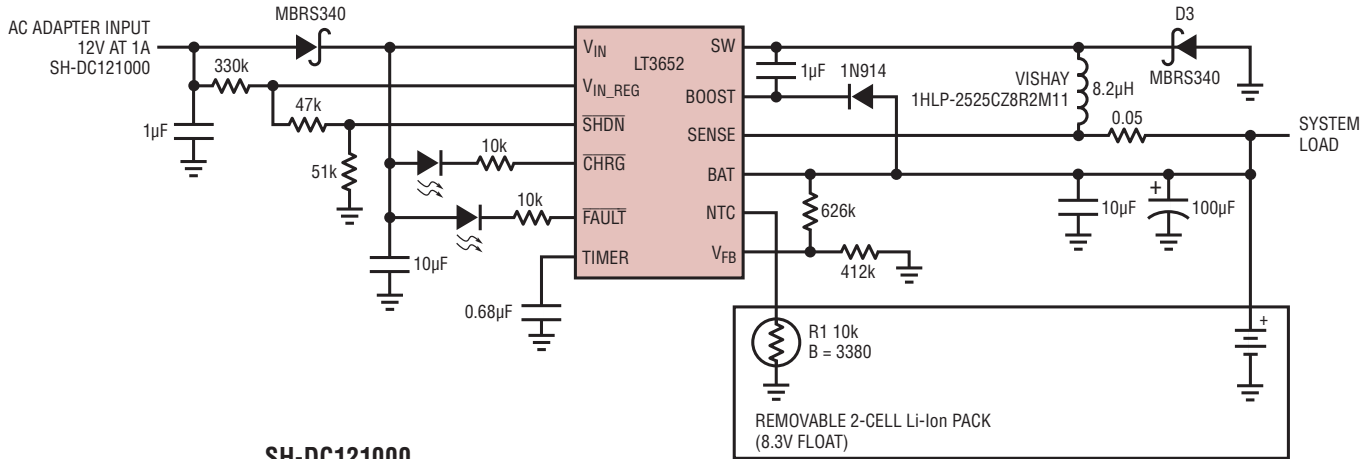 AC ADAPTER INPUT
12V AT 1A
SH-DC121000
MBRS340
330k
47k
1µF
51k
10k
10k
10µF
0.68µF
LT3652
VIN
VIN_REG
SHDN
CHRG
FAULT
TIMER
SW
BOOST
SENSE
BAT
NTC
VFB
1µF
1N914
VISHAY
1HLP-2525CZ8R2M11
8.2µH
D3
MBRS340
0.05
SYSTEM
LOAD
626k
412k
10µF
+
100µF
R1 10k
B = 3380
+
REMOVABLE 2-CELL Li-Ion PACK
(8.3V FLOAT)
SH-DC121000